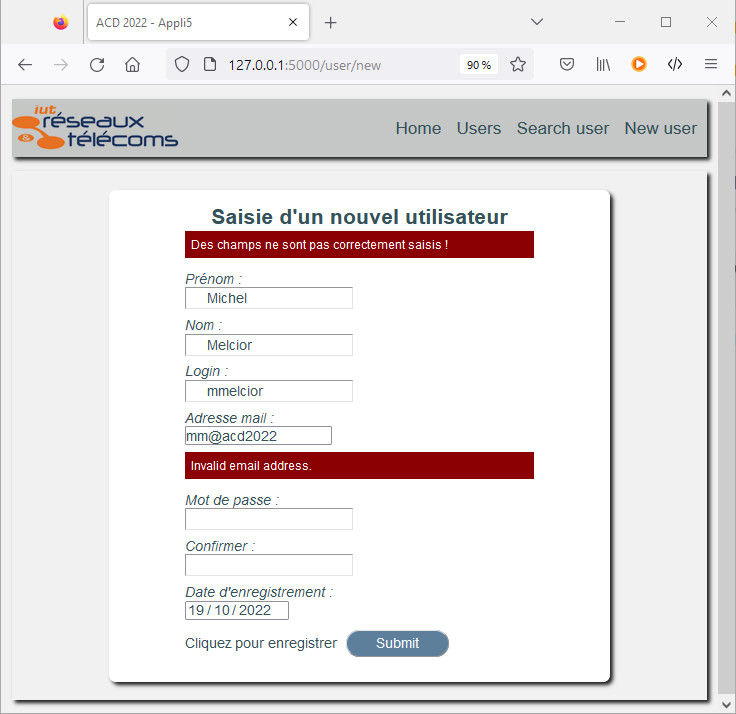 ACD 2022 - Appli5
127.0.0.1:5000/user/new
90 %
iut
réseaux
télécoms
Home Users Search user New user
Saisie d'un nouvel utilisateur
Des champs ne sont pas correctement saisis !
Prénom :
Michel
Nom :
Melcior
Login :
mmelcior
Adresse mail :
mm@acd2022
Invalid email address.
Mot de passe :
Confirmer :
Date d'enregistrement :
19 / 10 / 2022
Cliquez pour enregistrer Submit